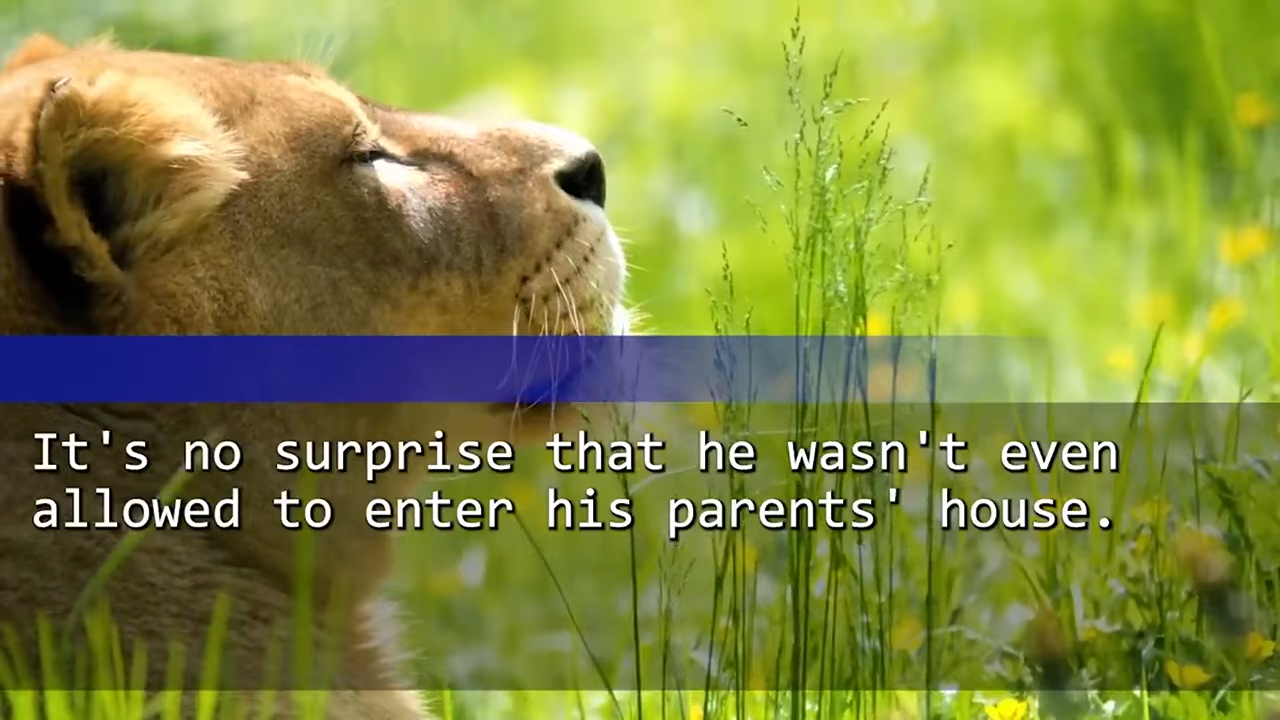 It's no surprise that he wasn't even
allowed to enter his parents' house.